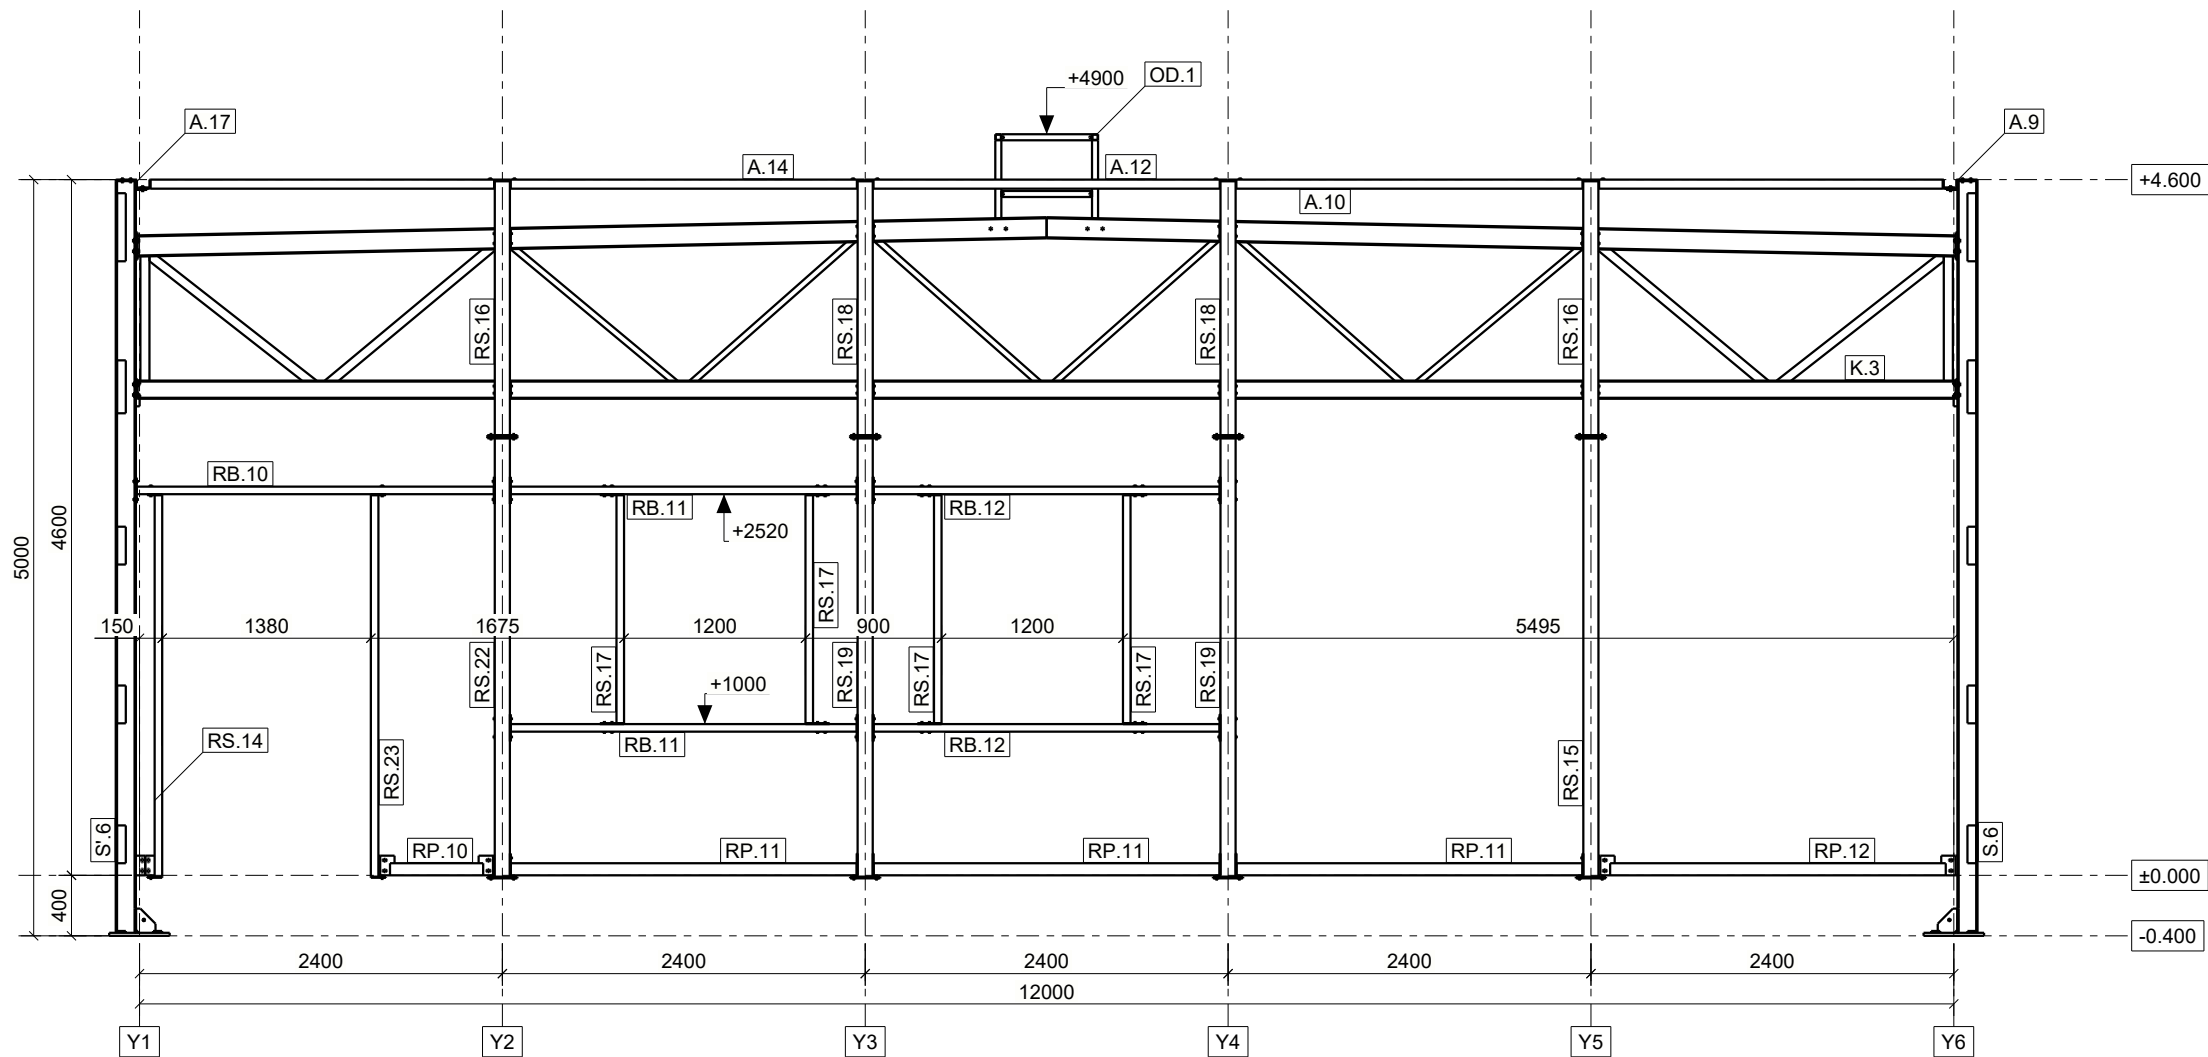 +4900
OD.1
A.17
A.9
A.14
A.12
+4.600
A.10
RS.16
RS.18
RS.18
RS.16
K.3
RB.10
RB.11
RB.12
+2520
4600
5000
RS.17
150
1380
1675
1200
900
1200
5495
RS.22
RS.17
RS.19
RS.17
RS.17
RS.19
+1000
RS.14
RB.11
RB.12
RS.23
RS.15
S'.6
S.6
RP.10
RP.11
RP.11
RP.11
RP.12
±0.000
400
-0.400
2400
2400
2400
2400
2400
12000
Y1
Y2
Y3
Y4
Y5
Y6